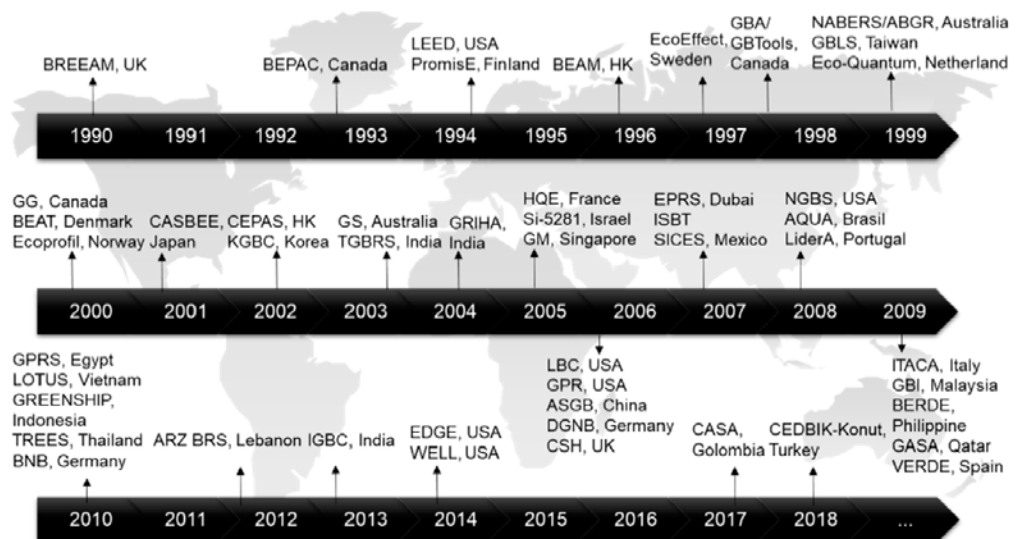 BREEAM, UK
BEPAC, Canada
LEED, USA
PromisE, Finland
BEAM, HK
EcoEffect,
Sweden
GBA/
GBTools,
Canada
NABERS/ABGR, Australia
GBLS, Taiwan
Eco-Quantum, Netherland
1990 1991 1992 1993 1994 1995 1996 1997 1998 1999
GG, Canada
BEAT, Denmark
Ecoprofil, Norway
CASBEE,
Japan
CEPAS, HK
KGBC, Korea
GS, Australia
TGBRS, India
GRIHA,
India
HQE, France
Si-5281, Israel
GM, Singapore
EPRS, Dubai
ISBT
SICES, Mexico
NGBS, USA
AQUA, Brasil
LiderA, Portugal
2000 2001 2002 2003 2004 2005 2006 2007 2008 2009
LBC, USA
GPR, USA
ASGB, China
DGNB, Germany
CSH, UK
ITACA, Italy
GBI, Malaysia
BERDE,
Philippine
GASA, Qatar
VERDE, Spain
GPRS, Egypt
LOTUS, Vietnam
GREENSHIP,
Indonesia
TREES, Thailand
BNB, Germany
ARZ BRS, Lebanon
IGBC, India
EDGE, USA
WELL, USA
CASA,
Golombia
CEDBIK-Konut,
Turkey
2010 2011 2012 2013 2014 2015 2016 2017 2018 ...